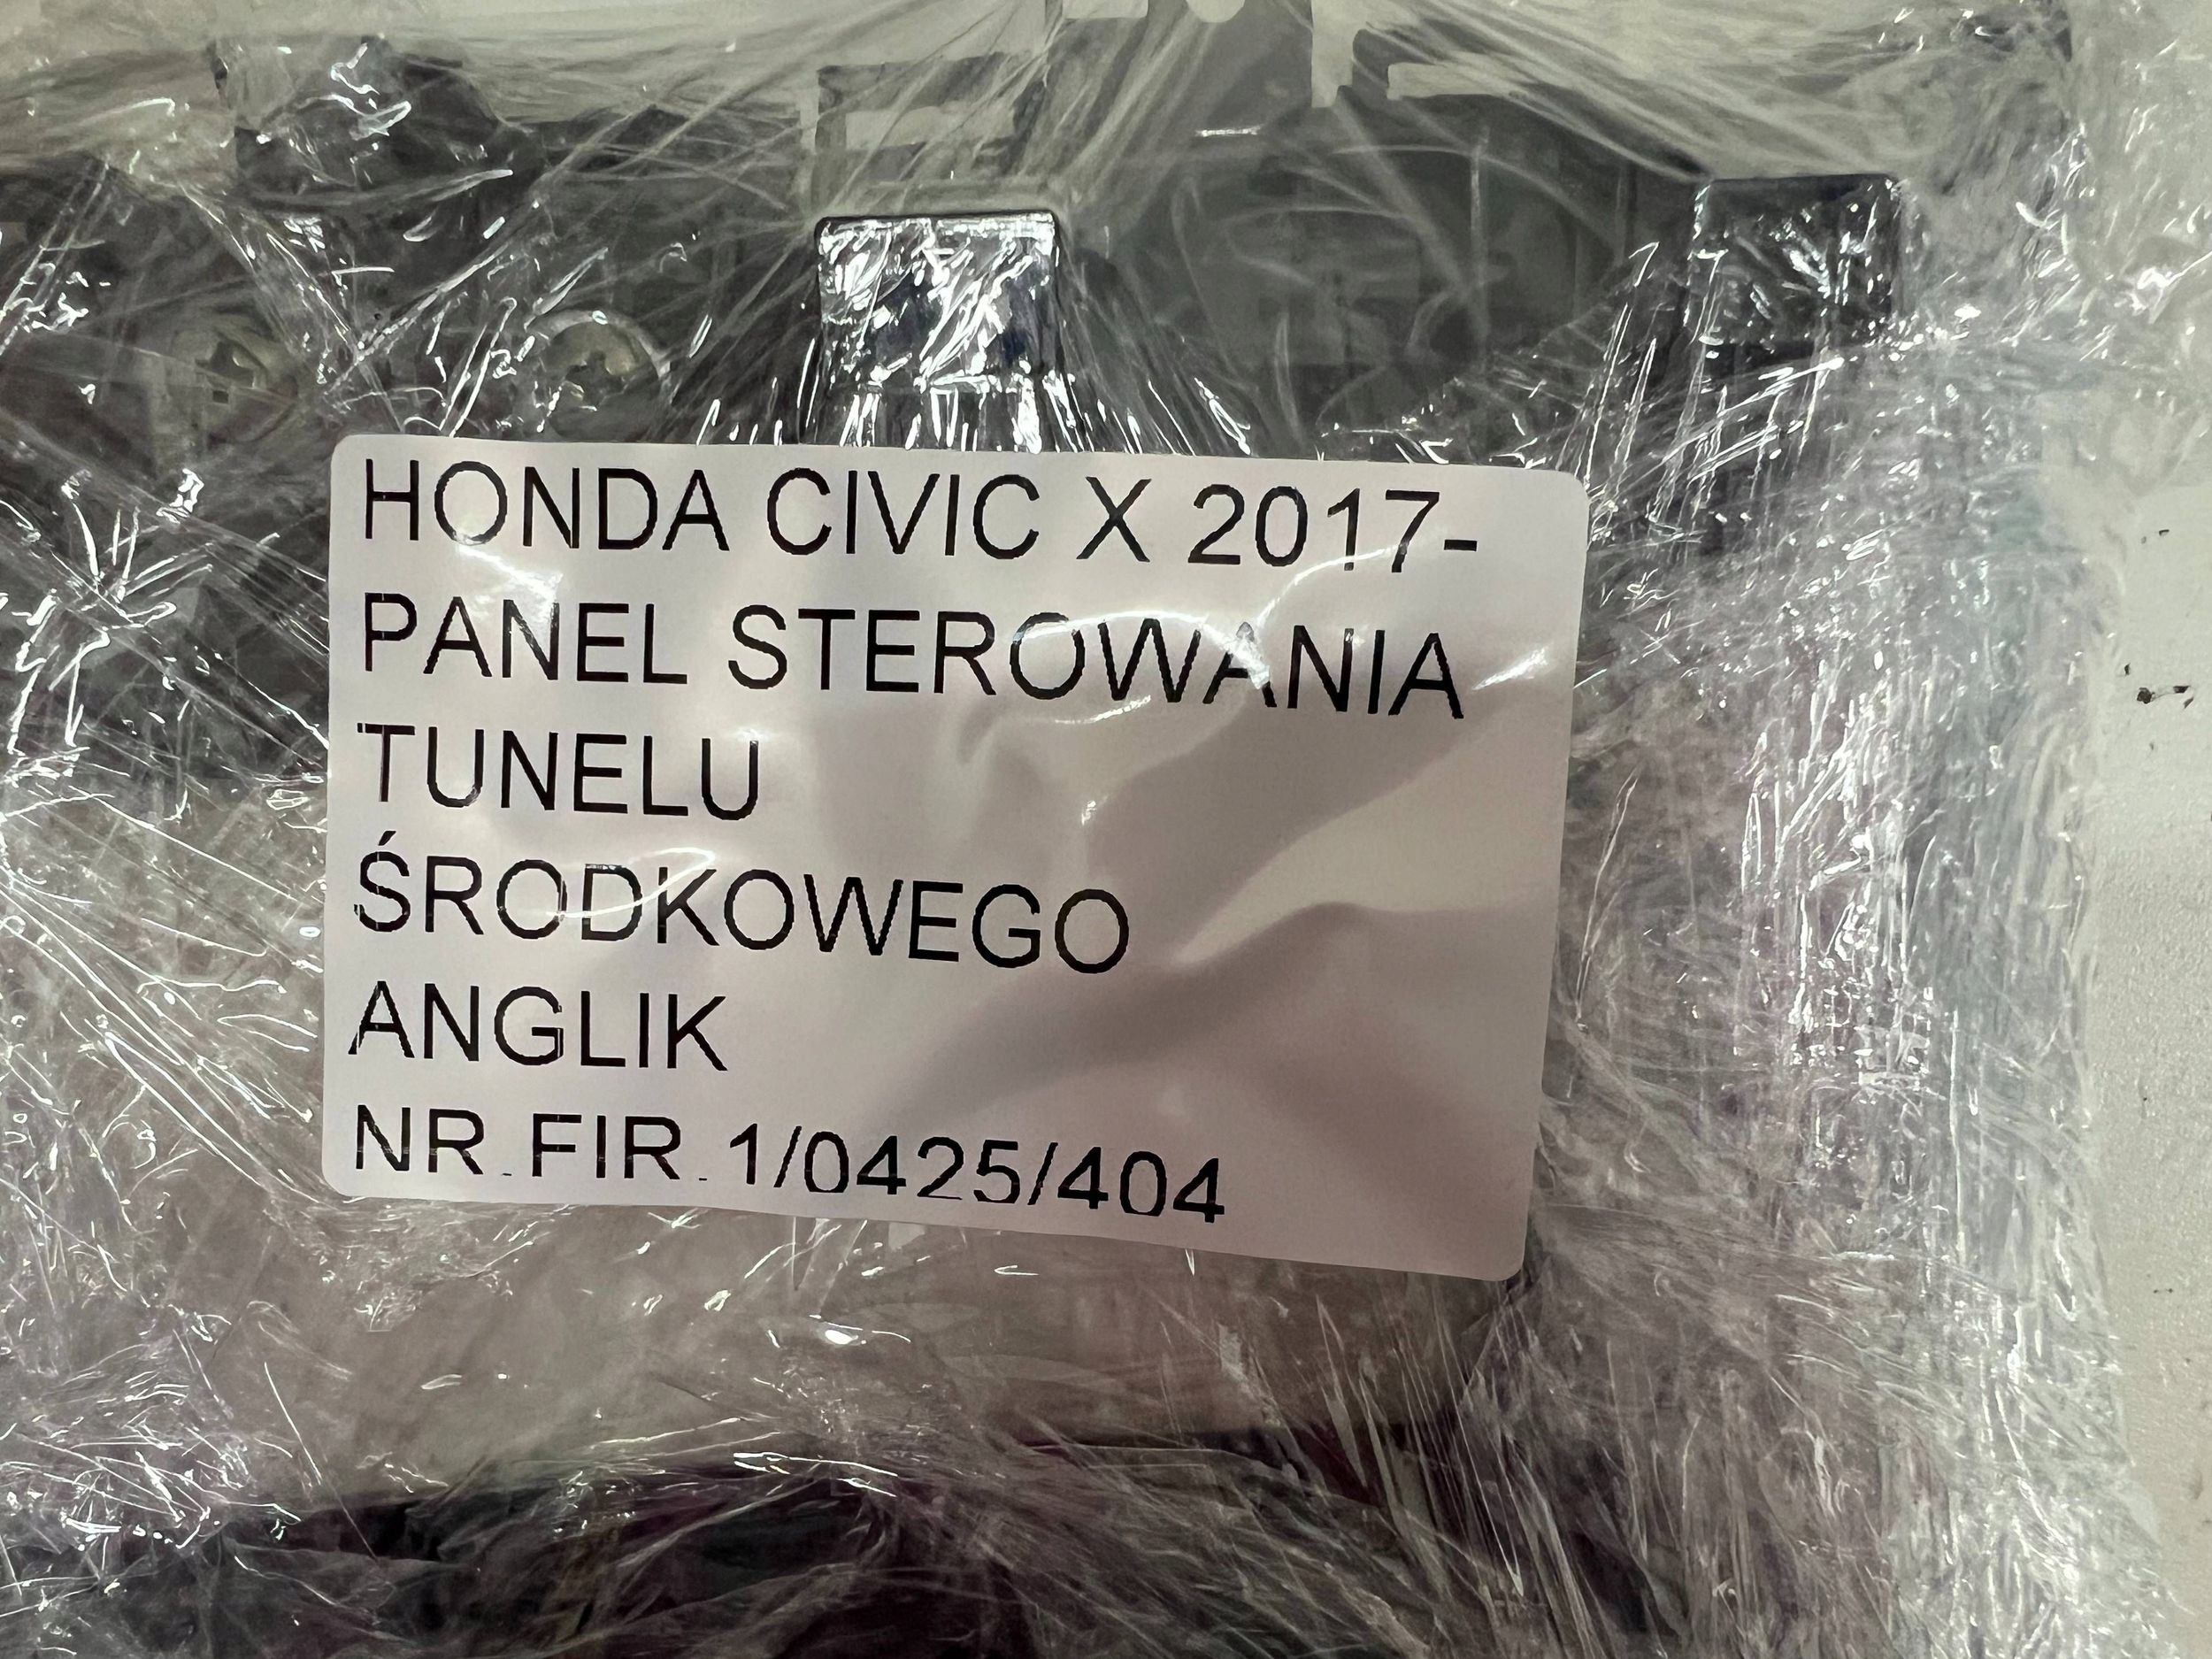 HONDA CIVIC X 2017-
PANEL STEROWANIA
TUNELU
ŚRODKOWEGO
ANGLIK
NR.FIR.1/0425/404